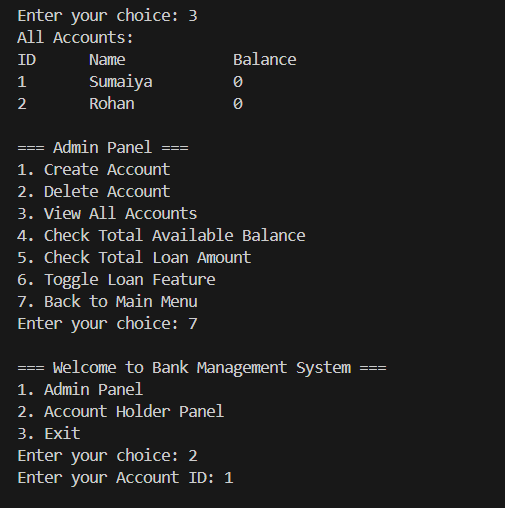 Enter your choice: 3
All Accounts:
ID Name Balance
1 Sumaiya 0
2 Rohan 0
=== Admin Panel ===
1. Create Account
2. Delete Account
3. View All Accounts
4. Check Total Available Balance
5. Check Total Loan Amount
6. Toggle Loan Feature
7. Back to Main Menu
Enter your choice: 7
=== Welcome to Bank Management System ===
1. Admin Panel
2. Account Holder Panel
3. Exit
Enter your choice: 2
Enter your Account ID: 1